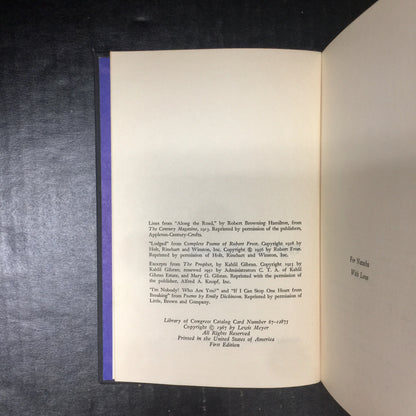 Lines from "Along the Road," by Robert Browning Hamilton, from
The Century Magazine, 1913. Reprinted by permission of the publishers,
Appleton-Century-Crofts.
"Lodged" from Complete Poems of Robert Frost. Copyright 1928 by
Holt, Rinehart and Winston, Inc. Copyright © 1956 by Robert Frost.
Reprinted by permission of Holt, Rinehart and Winston, Inc.
Excerpts from The Prophet, by Kahlil Gibran. Copyright 1923 by
Kahlil Gibran; renewed 1951 by Administrators C. T. A. of Kahlil
Gibran Estate, and Mary G. Gibran. Reprinted with the permission of
the publisher, Alfred A. Knopf, Inc.
"I'm Nobody! Who Are You?" and "If I Can Stop One Heart from
Breaking" from Poems by Emily Dickinson. Reprinted by permission of
Little, Brown and Company.
Library of Congress Catalog Card Number 67-11875
Copyright © 1967 by Lewis Meyer
All Rights Reserved
Printed in the United States of America
First Edition
For Natasha
With Love